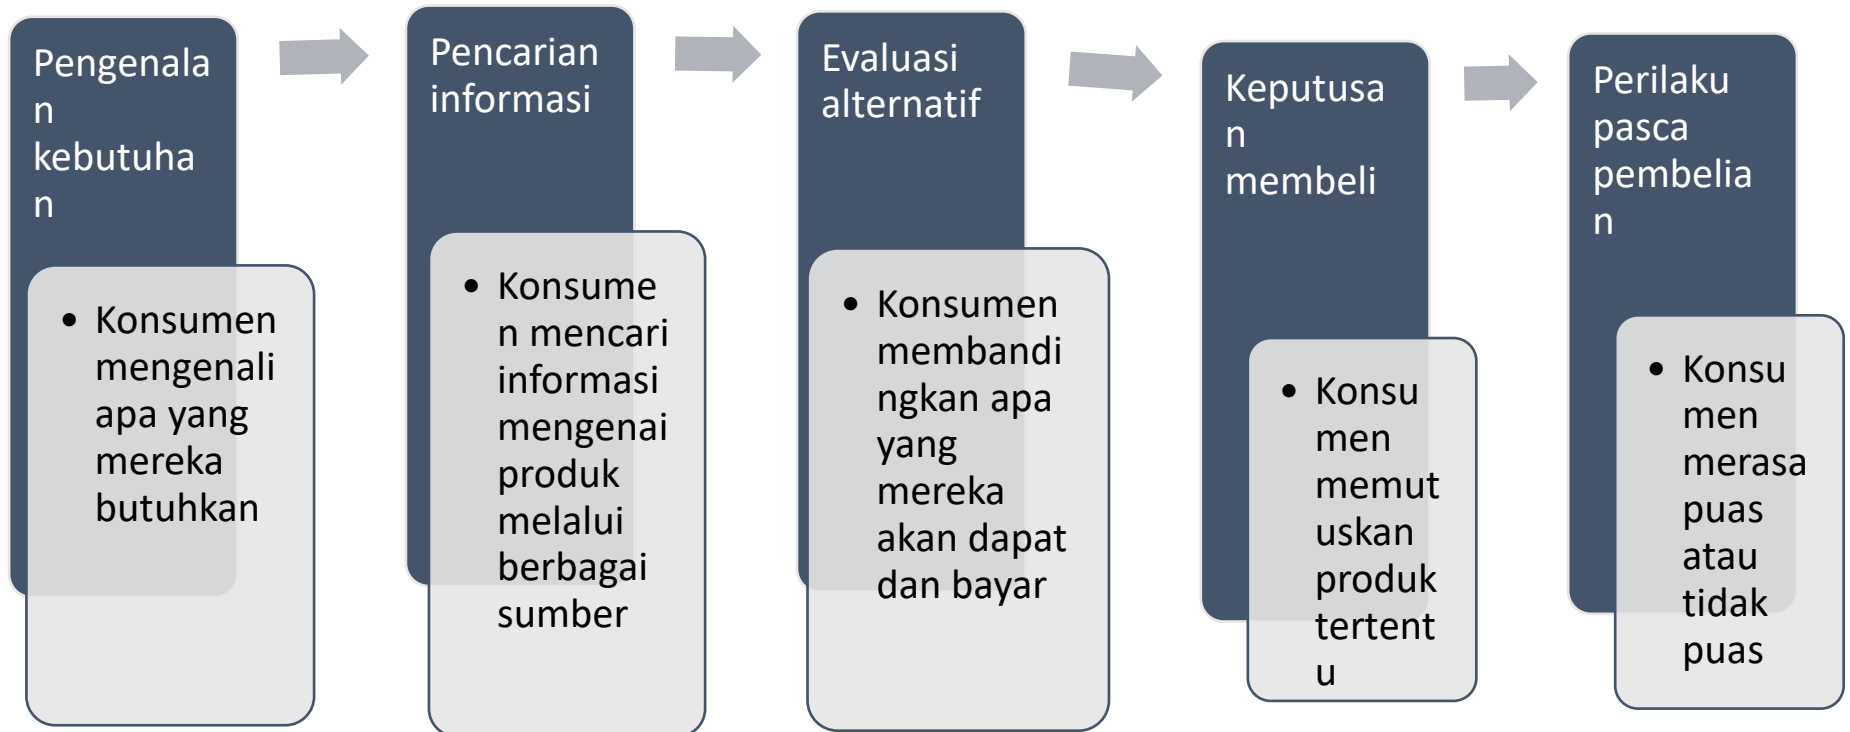 Pengenala
n
kebutuha
n
• Konsumen
mengenali
apa yang
mereka
butuhkan
Pencarian
informasi
• Konsume
n mencari
informasi
mengenai
produk
melalui
berbagai
sumber
Evaluasi
alternatif
• Konsumen
membandi
ngkan apa
yang
mereka
akan dapat
dan bayar
Keputusa
n
membeli
• Konsu
men
memut
uskan
produk
tertent
u
Perilaku
pasca
pembelia
n
• Konsu
men
merasa
puas
atau
tidak
puas